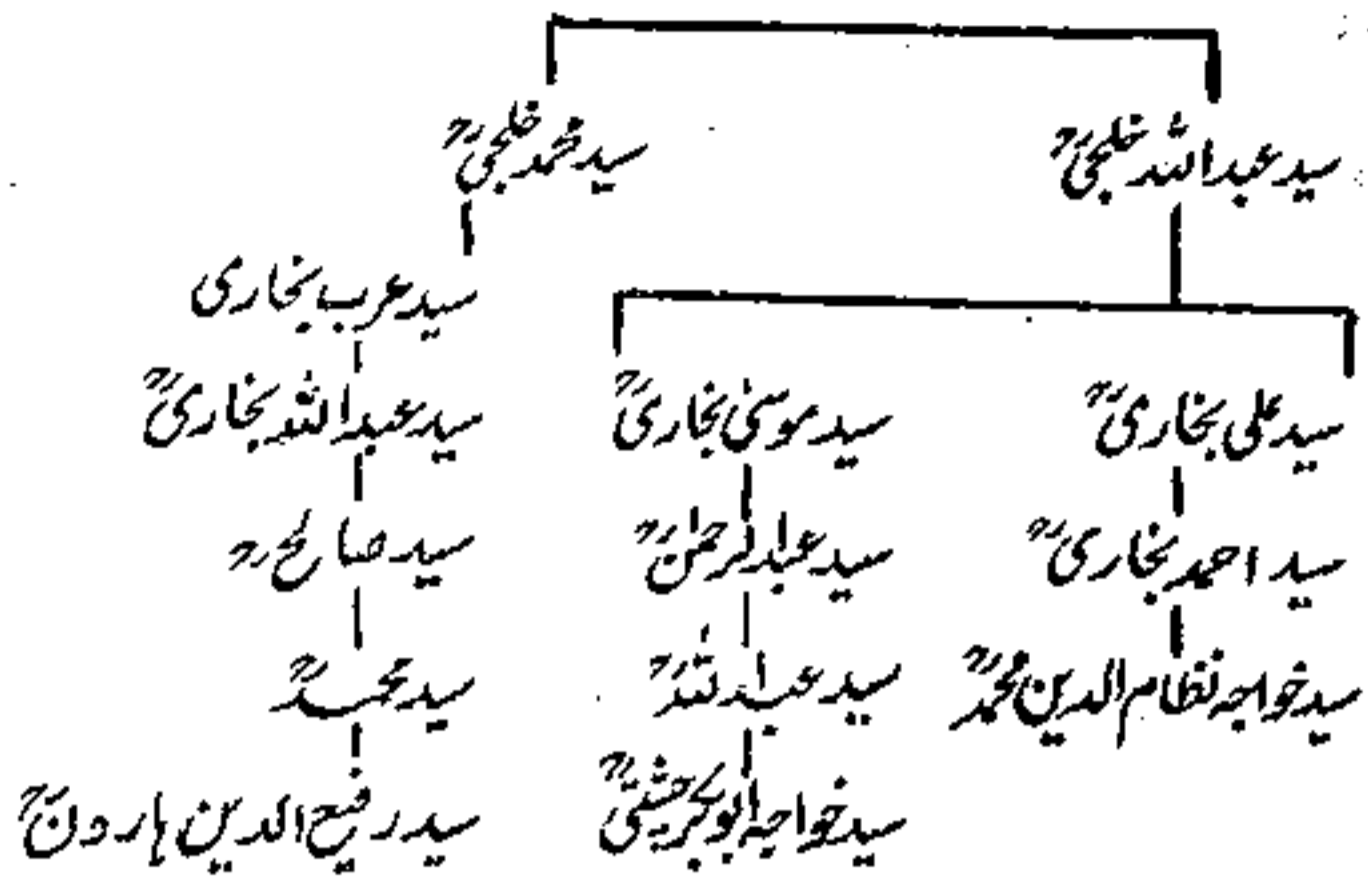 سید عبداللہ خلجیؒ
سید محمد خلجیؒ
سید عرب بخاری
سید علی بخاریؒ
سید موسیٰ بخاریؒ
سید عبداللہ بخاریؒ
سید احمد بخاریؒ
سید عبدالرحمٰنؒ
سید صالحؒ
سید خواجہ نظام الدین محمدؒ
سید عبداللہؒ
سید محمدؒ
سید خواجہ ابوبکر چشتیؒ
سید رفیع الدین ہارونؒ